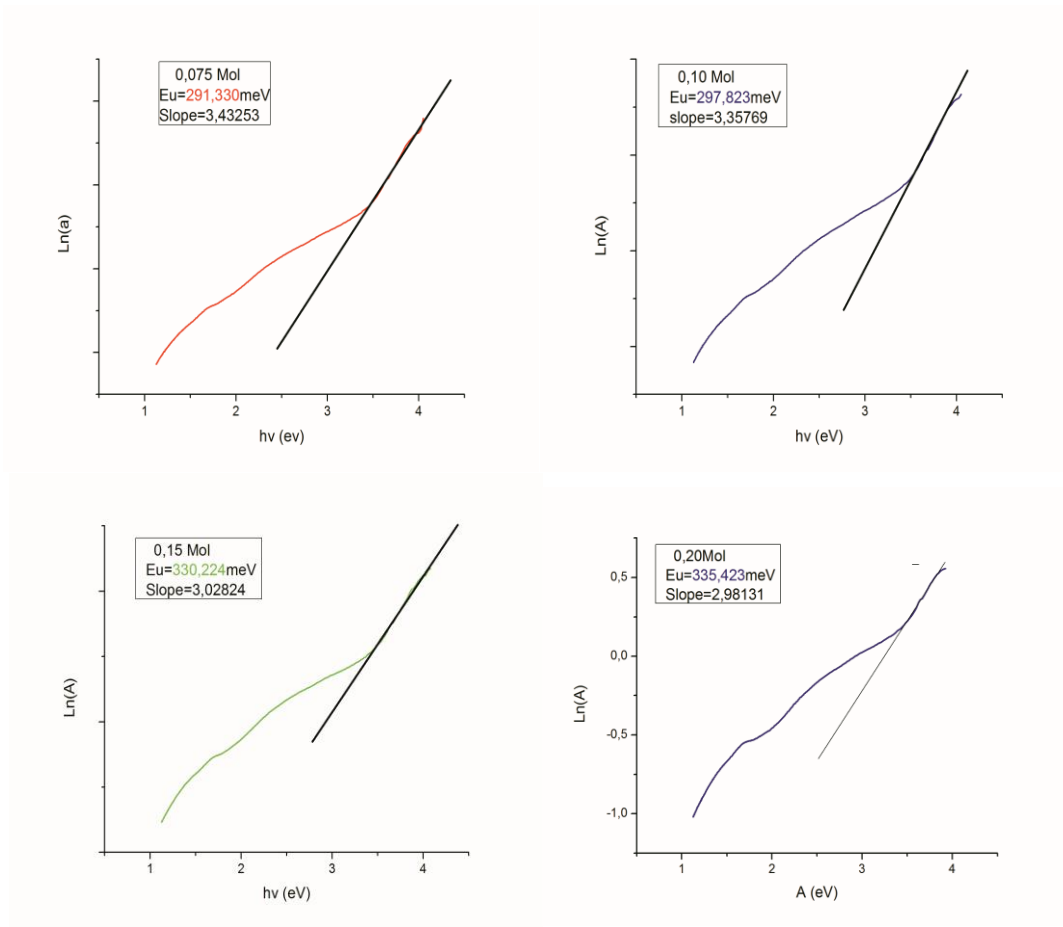 0,075 Mol
Eu=291,330meV
Slope=3,43253
Ln(a)
1 2 3 4
hv (ev)
0,10 Mol
Eu=297,823meV
slope=3,35769
Ln(A)
1 2 3 4
hv (eV)
0,15 Mol
Eu=330,224meV
Slope=3,02824
Ln(A)
1 2 3 4
hv (eV)
0,20Mol
Eu=335,423meV
Slope=2,98131
0,5
0,0
-0,5
-1,0
Ln(A)
1 2 3 4
A (eV)